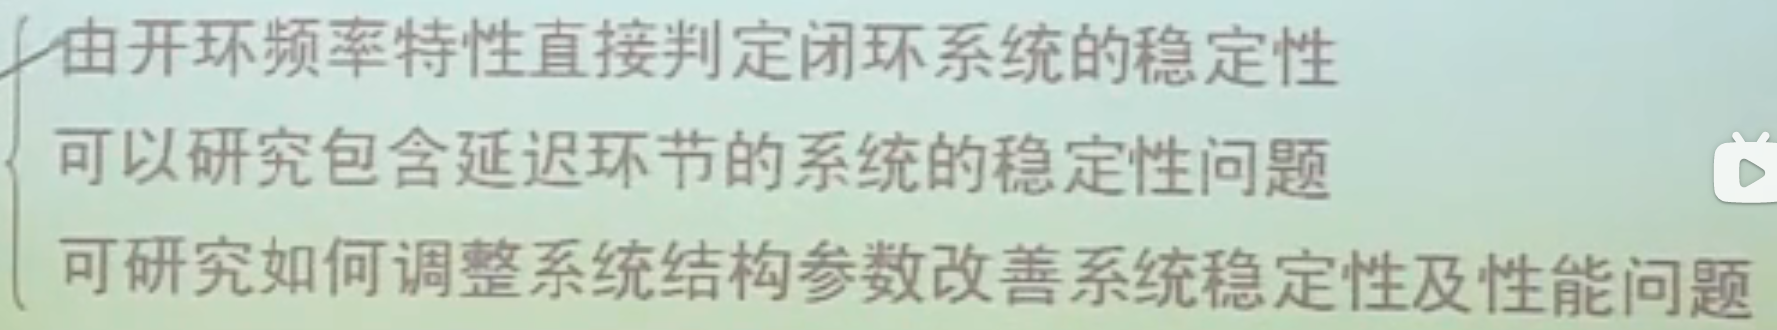 由开环频率特性直接判定闭环系统的稳定性
可以研究包含延迟环节的系统的稳定性问题
可研究如何调整系统结构参数改善系统稳定性及性能问题